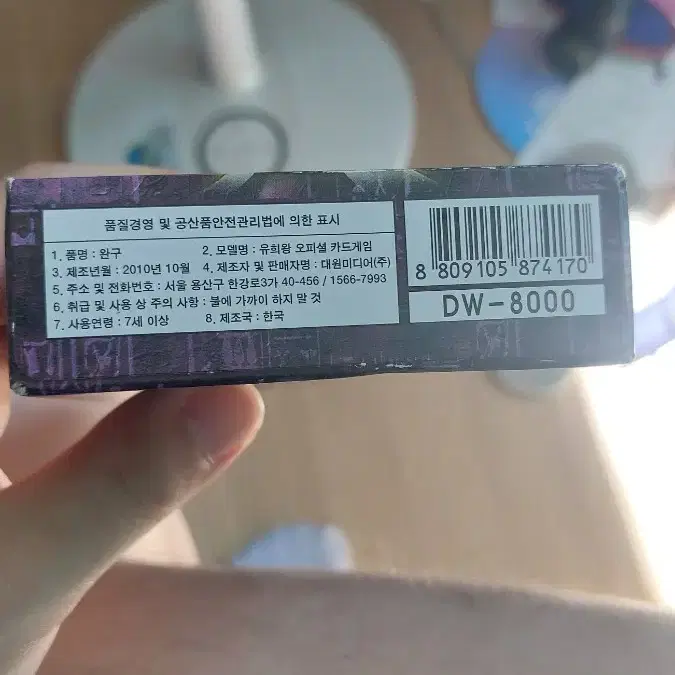 품질경영 및 공산품안전관리법에 의한 표시
1. 품명 : 완구 2. 모델명 : 유희왕 오피셜 카드게임
3. 제조년월 : 2010년 10월 4. 제조자 및 판매자명 : 대원미디어(주)
5. 주소 및 전화번호 : 서울 용산구 한강로3가 40-456 / 1566-7993
6. 취급 및 사용 상 주의 사항 : 불에 가까이 하지 말 것
7. 사용연령 : 7세 이상 8. 제조국 : 한국
8 809105 874170
DW-8000